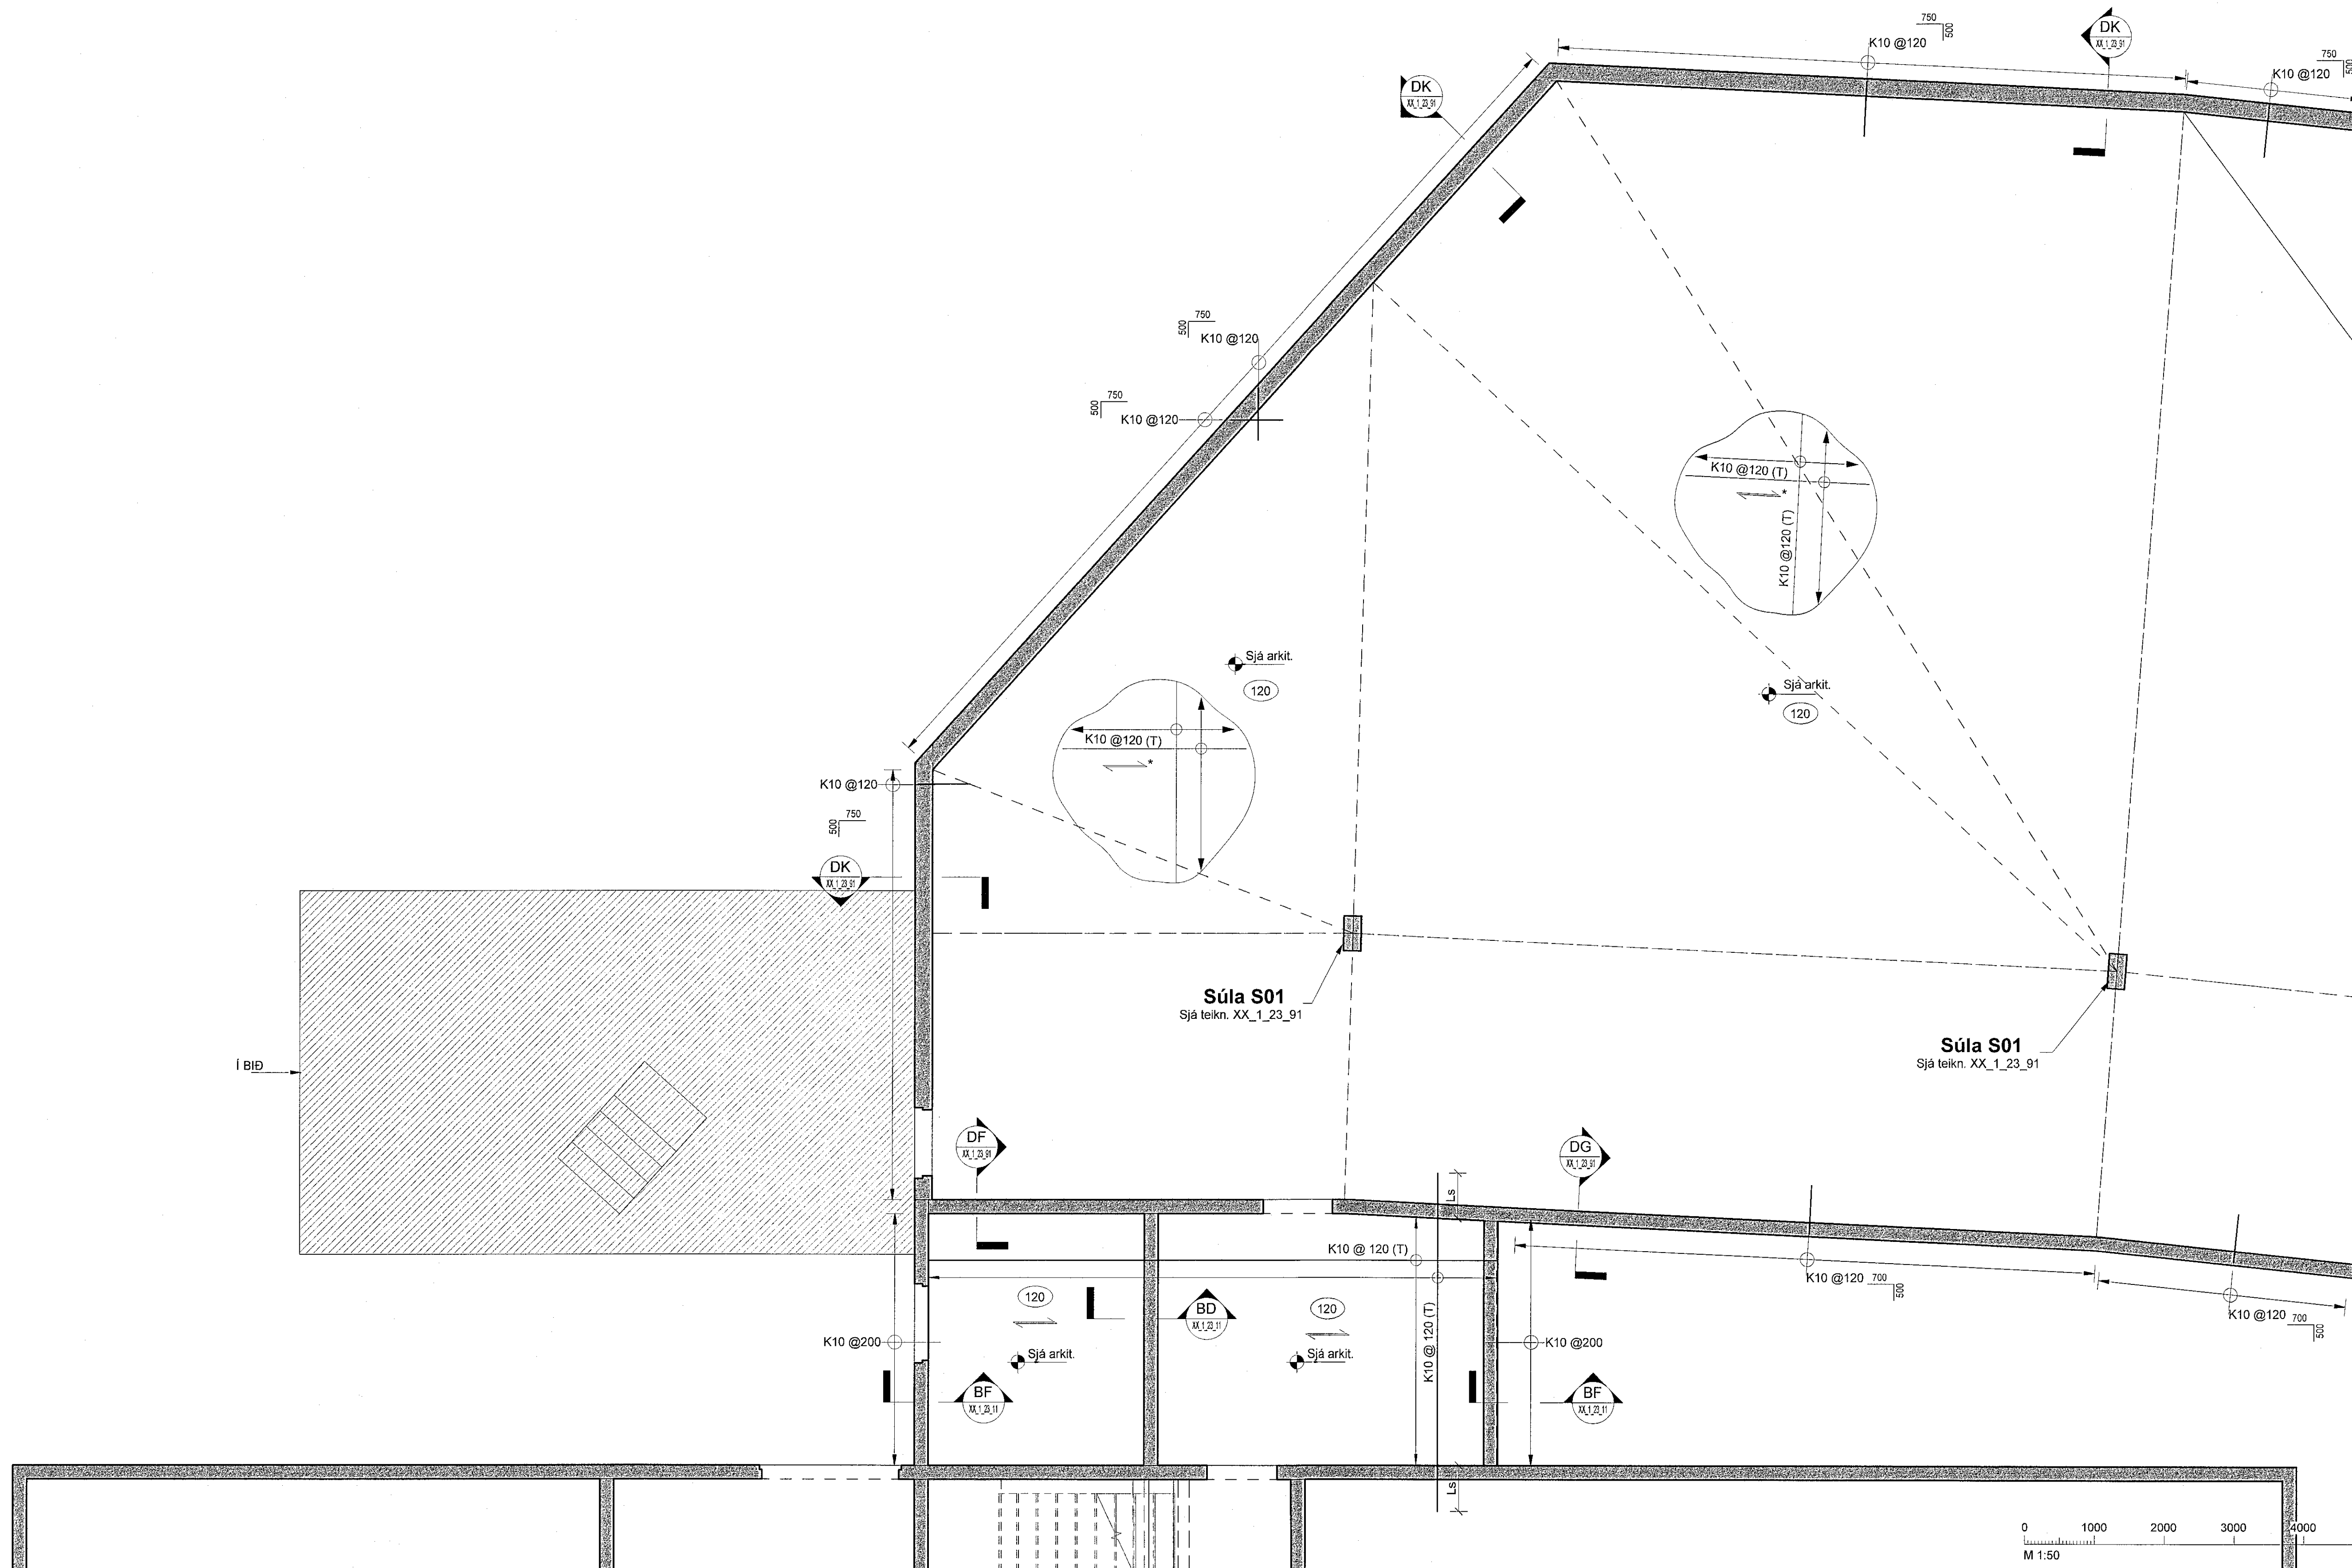 750
500
K10 @120
DK
XX_1_23_91
750
500
K10 @120
DK
XX_1_23_91
750
500
K10 @120
750
500
K10 @120
K10 @120 (T)
*
K10 @120 (T)
Sjá arkit.
120
Sjá arkit.
120
K10 @120 (T)
*
K10 @120
750
500
DK
XX_1_23_91
Súla S01
Sjá teikn. XX_1_23_91
Súla S01
Sjá teikn. XX_1_23_91
Í BIÐ
DF
XX_1_23_91
DG
XX_1_23_91
Ls
K10 @ 120 (T)
K10 @ 120 (T)
K10 @120
700
500
K10 @120
700
500
120
BD
XX_1_23_11
120
K10 @200
Sjá arkit.
Sjá arkit.
K10 @200
BF
XX_1_23_11
BF
XX_1_23_11
Ls
0 1000 2000 3000 4000
M 1:50